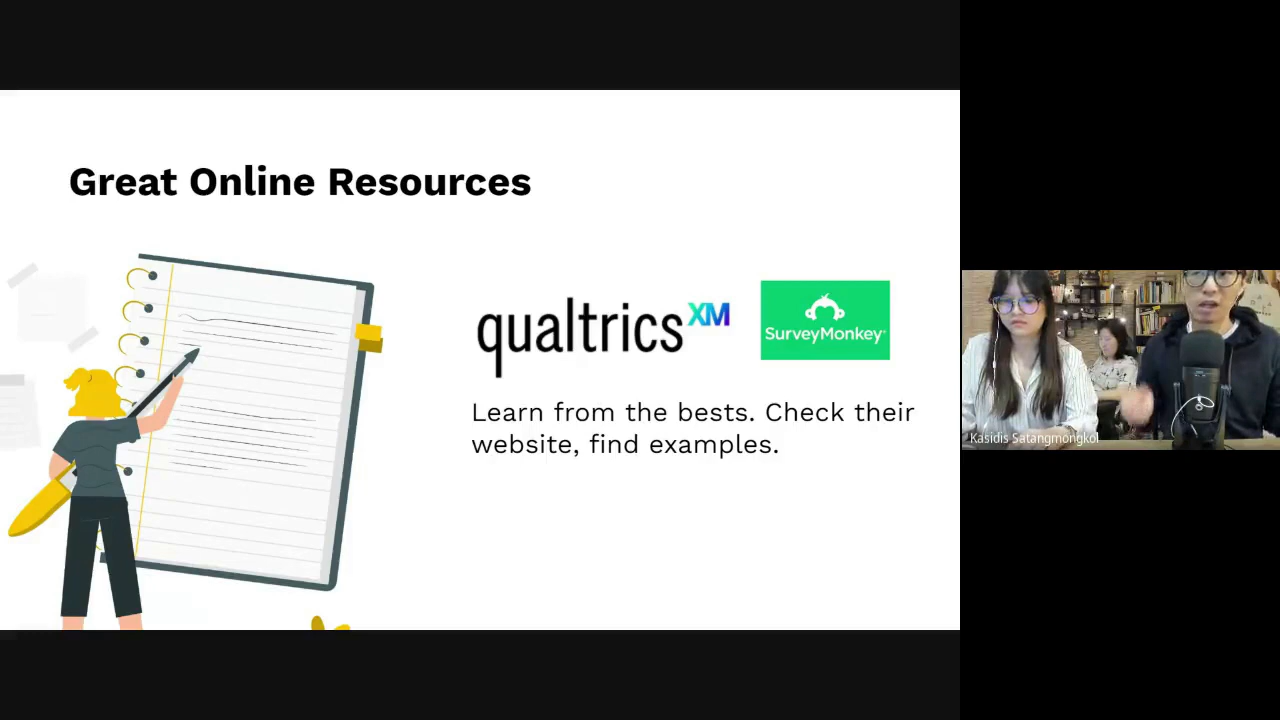 Great Online Resources
qualtrics XM
SurveyMonkey
Learn from the bests. Check their
website, find examples.
Kasidis Satangmongkol